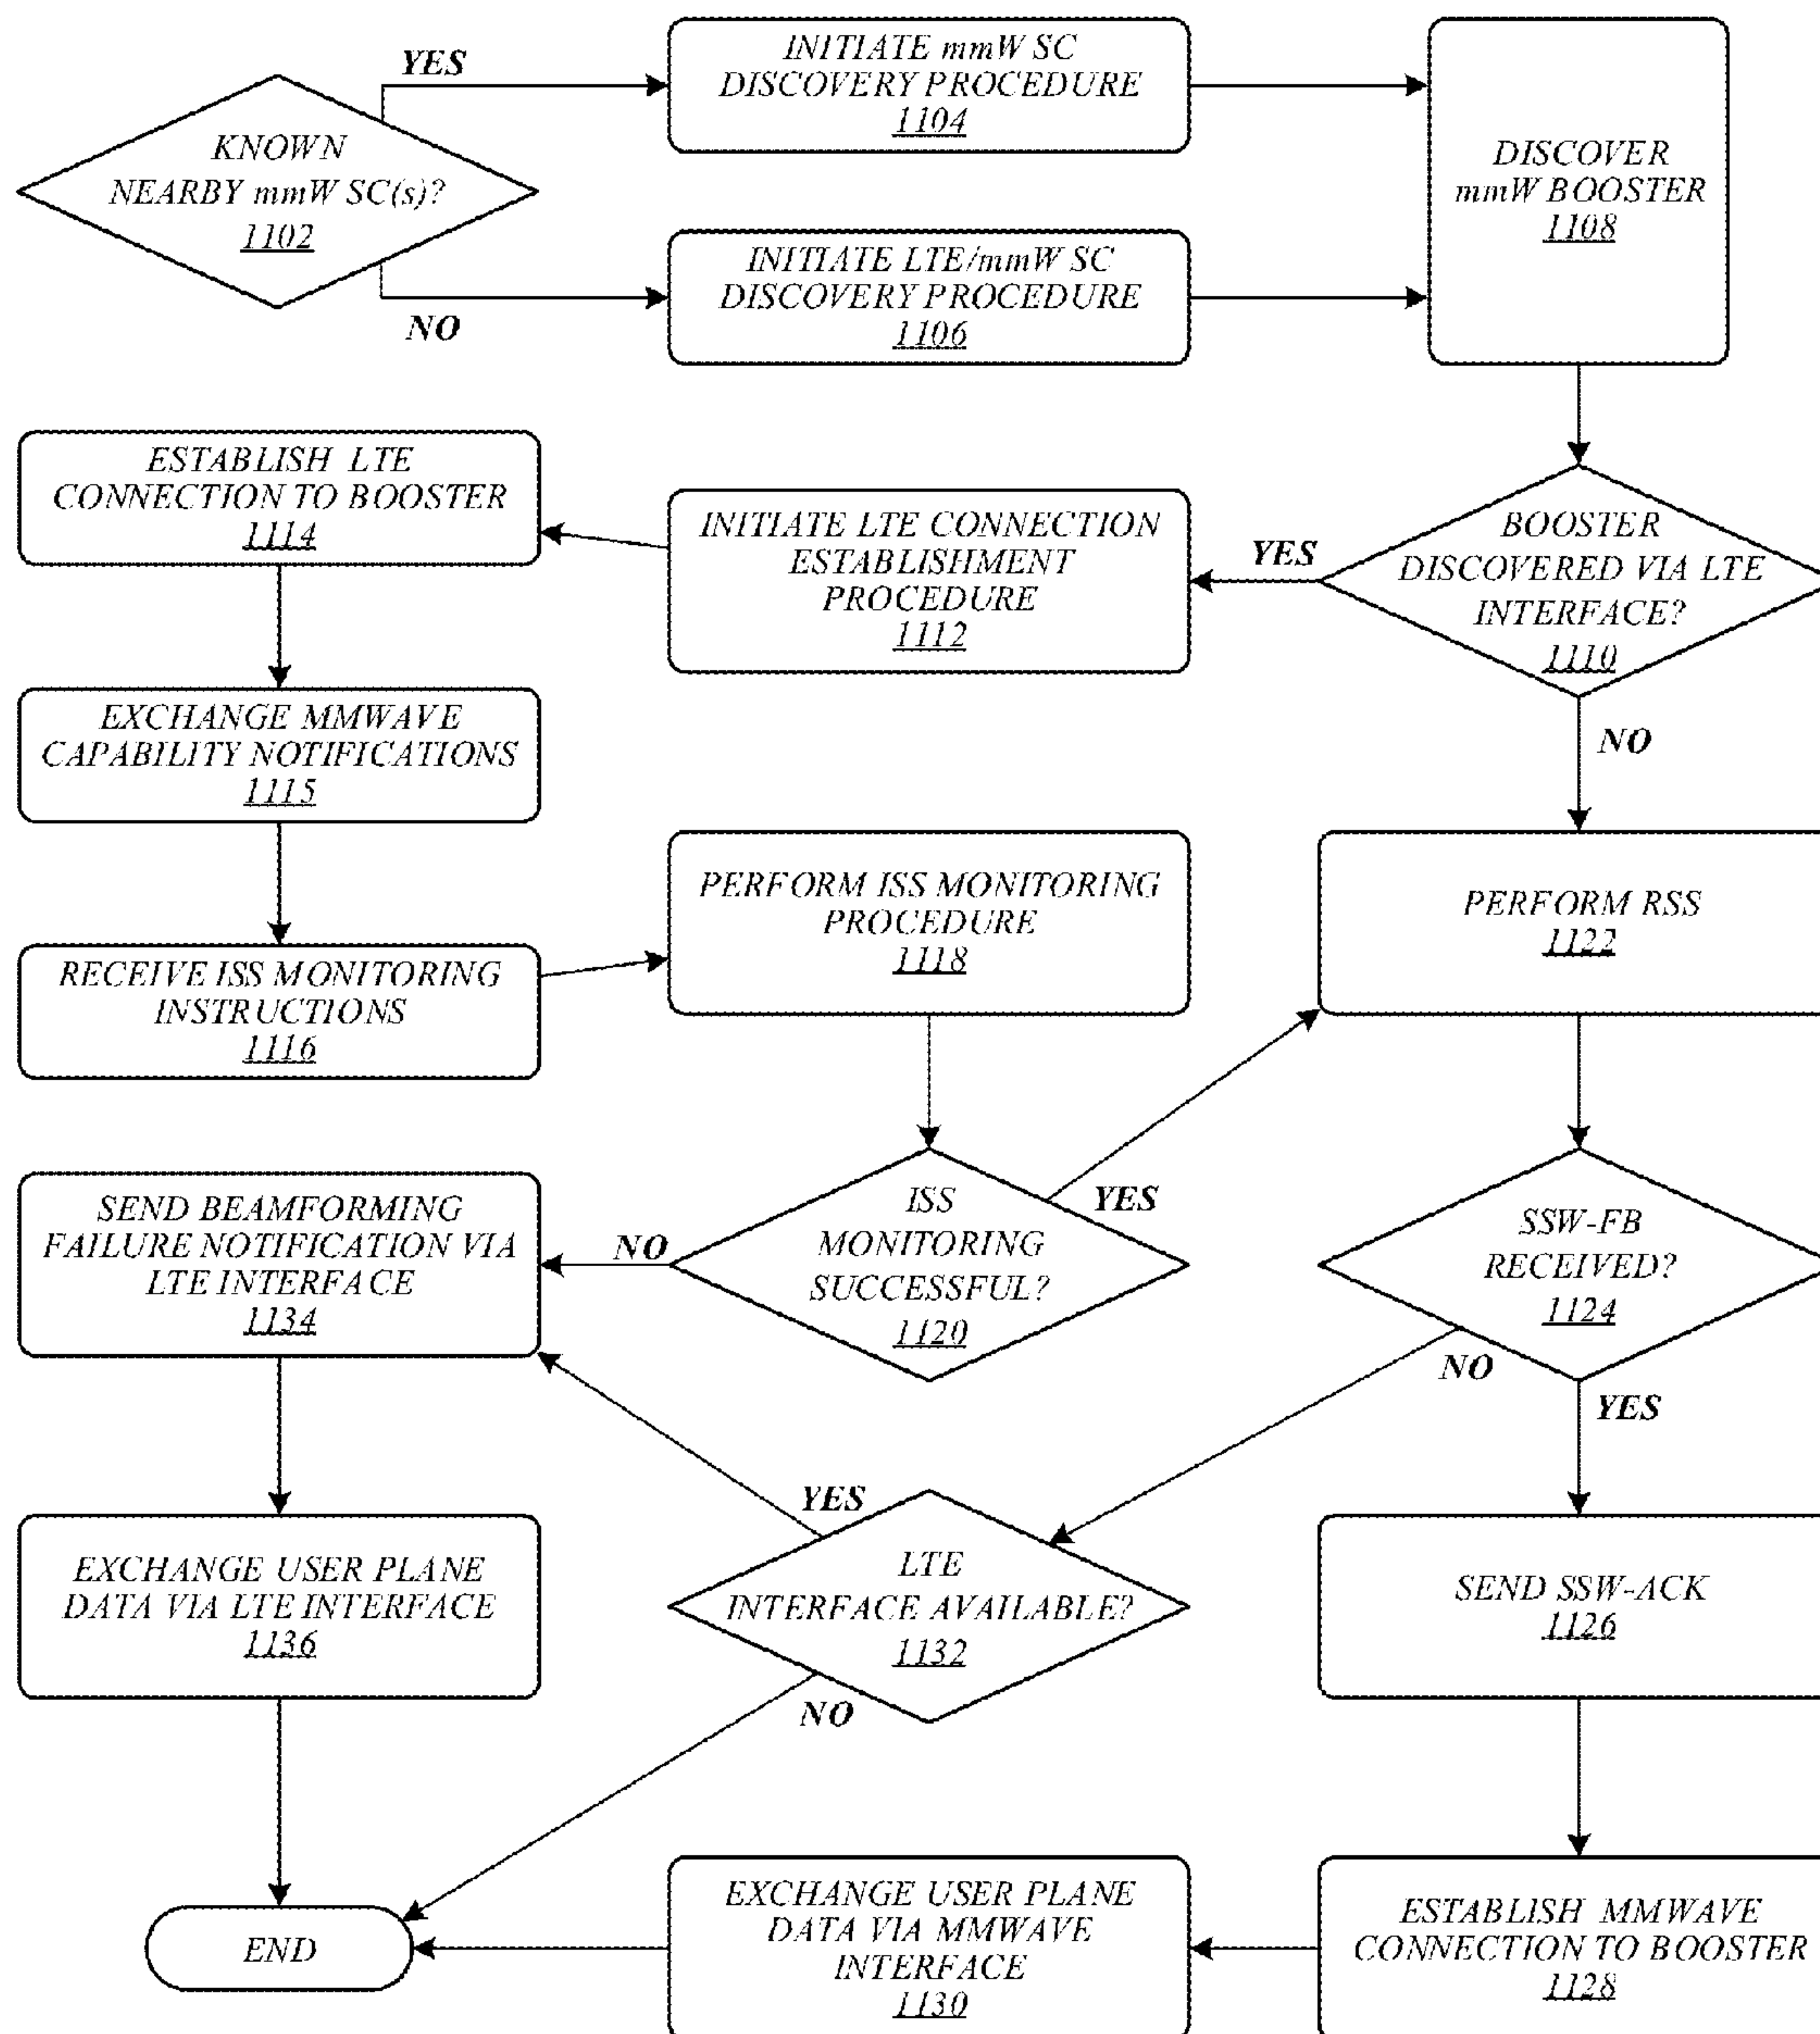 YES
INITIATE mmW SC
DISCOVERY PROCEDURE
1104
KNOWN
NEARBY mmW SC(s)?
1102
DISCOVER
mmW BOOSTER
1108
NO
INITIATE LTE/mmW SC
DISCOVERY PROCEDURE
1106
ESTABLISH LTE
CONNECTION TO BOOSTER
1114
INITIATE LTE CONNECTION
ESTABLISHMENT
PROCEDURE
1112
YES
BOOSTER
DISCOVERED VIA LTE
INTERFACE?
1110
NO
EXCHANGE MMWAVE
CAPABILITY NOTIFICATIONS
1115
PERFORM ISS MONITORING
PROCEDURE
1118
PERFORM RSS
1122
RECEIVE ISS MONITORING
INSTRUCTIONS
1116
SEND BEAMFORMING
FAILURE NOTIFICATION VIA
LTE INTERFACE
1134
NO
ISS
MONITORING
SUCCESSFUL?
1120
YES
SSW-FB
RECEIVED?
1124
NO
YES
EXCHANGE USER PLANE
DATA VIA LTE INTERFACE
1136
YES
LTE
INTERFACE AVAILABLE?
1132
NO
SEND SSW-ACK
1126
END
EXCHANGE USER PLANE
DATA VIA MMWAVE
INTERFACE
1130
ESTABLISH MMWAVE
CONNECTION TO BOOSTER
1128